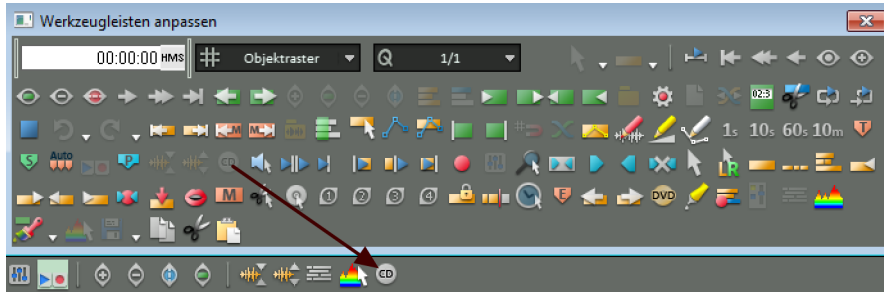 Werkzeugleisten anpassen
00:00:00 HMS Objektraster Q 1/1
02:3
M M 1s 10s 60s 10m T
S Auto P CD LR
M 1 2 3 4 E DVD
CD